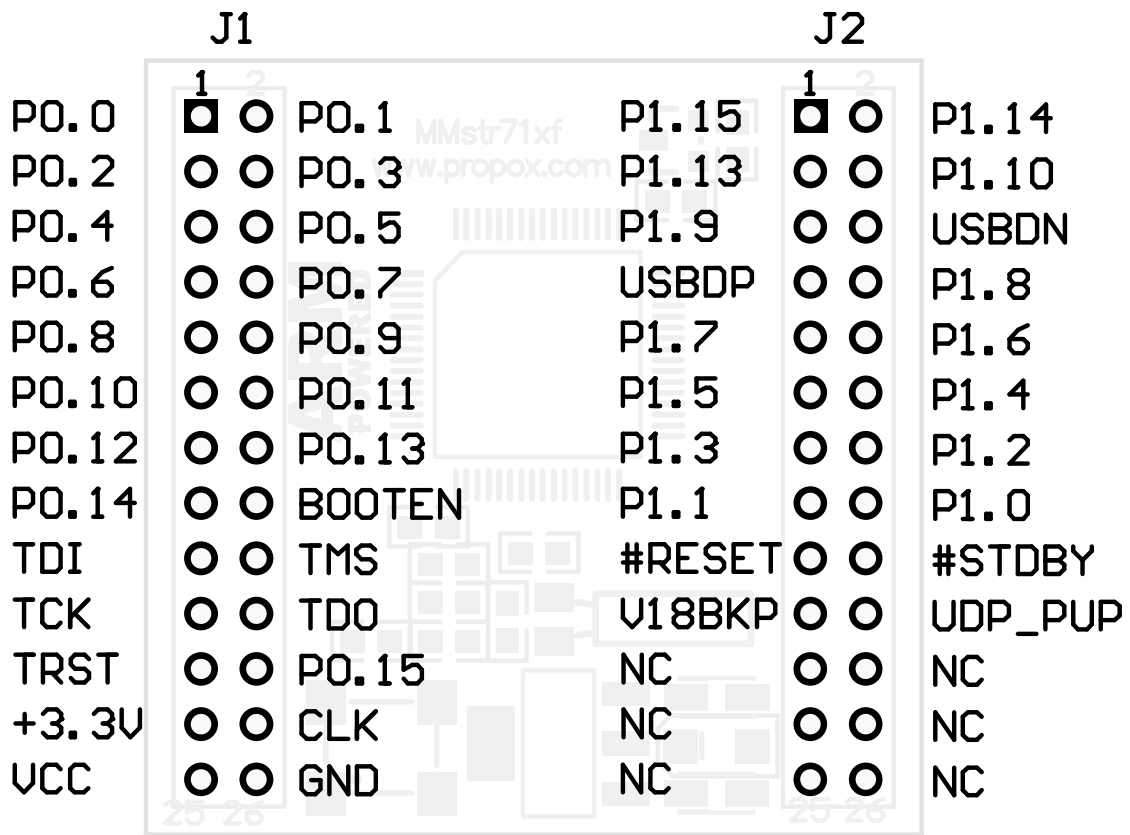 J1 J2
1 2 1 2
P0.0 P0.1 MMstr71xf P1.15 P1.14
www.propox.com
P0.2 P0.3 P1.13 P1.10
P0.4 P0.5 P1.9 USBDN
P0.6 P0.7 USBDP P1.8
P0.8 P0.9 P1.7 P1.6
ARM POWERED
P0.10 P0.11 P1.5 P1.4
P0.12 P0.13 P1.3 P1.2
P0.14 BOOTEN P1.1 P1.0
TDI TMS #RESET #STDBY
TCK TDO V18BKP UDP_PUP
TRST P0.15 NC NC
+3.3V CLK NC NC
VCC GND NC NC
25 26 25 26